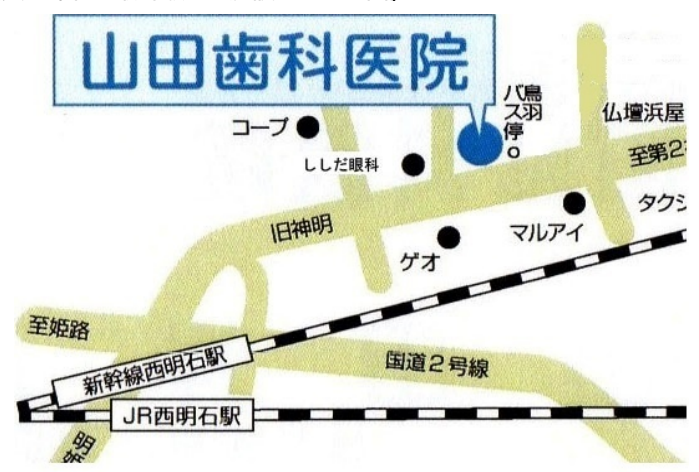 山田歯科医院
コープ
鳥羽
バス停
仏壇浜屋
ししだ眼科
至第2
旧神明
ゲオ
マルアイ
タクシ
至姫路
新幹線西明石駅
国道2号線
JR西明石駅
明姫